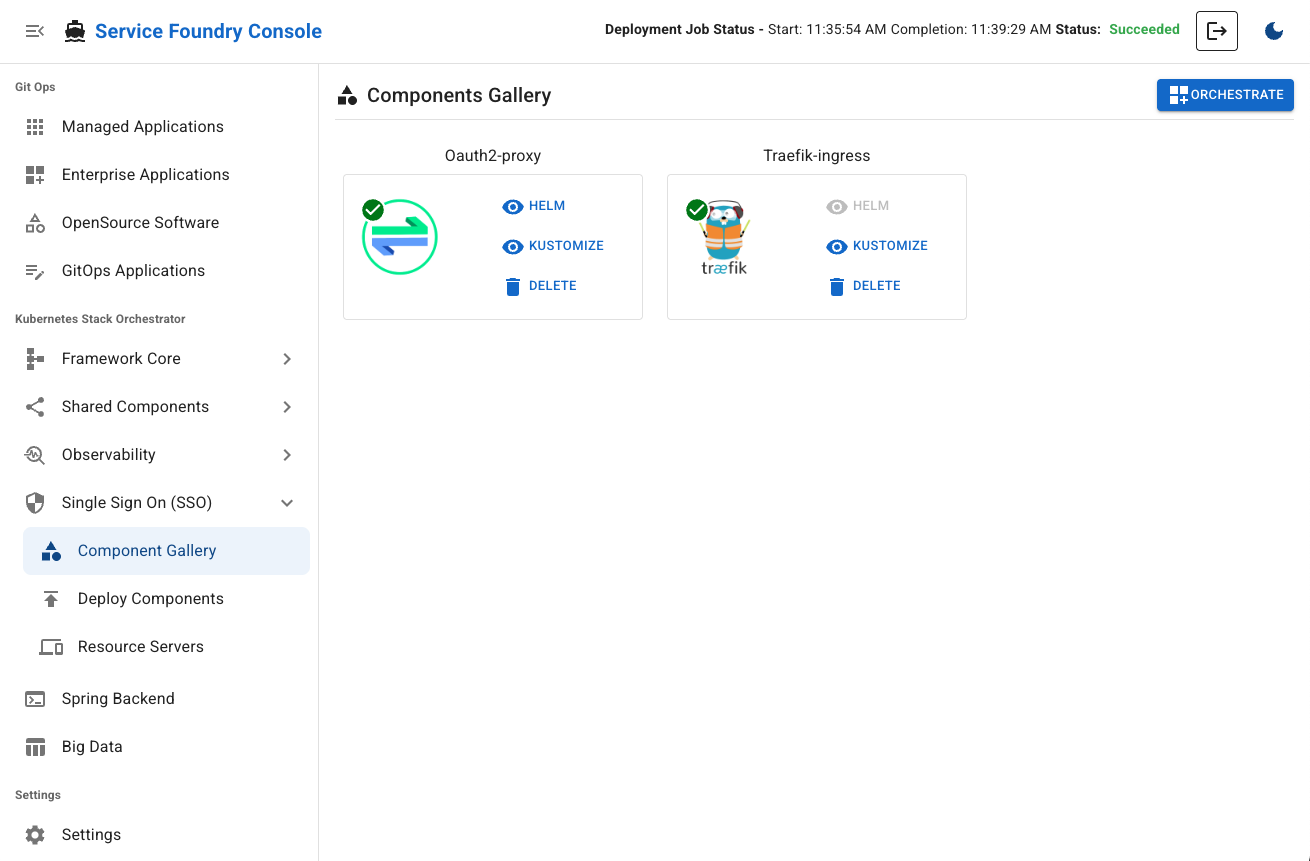 Service Foundry Console
Deployment Job Status - Start: 11:35:54 AM Completion: 11:39:29 AM Status: Succeeded
Git Ops
Managed Applications
Enterprise Applications
OpenSource Software
GitOps Applications
Kubernetes Stack Orchestrator
Framework Core
Shared Components
Observability
Single Sign On (SSO)
Component Gallery
Deploy Components
Resource Servers
Spring Backend
Big Data
Settings
Settings
Components Gallery
ORCHESTRATE
Oauth2-proxy
HELM
KUSTOMIZE
DELETE
Traefik-ingress
træfik
HELM
KUSTOMIZE
DELETE